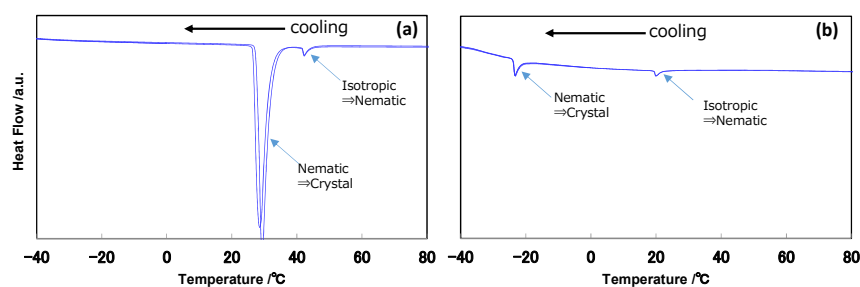 cooling
(a)
Isotropic
⇒Nematic
Nematic
⇒Crystal
Heat Flow /a.u.
−40 −20 0 20 40 60 80
Temperature /℃
cooling
(b)
Nematic
⇒Crystal
Isotropic
⇒Nematic
−40 −20 0 20 40 60 80
Temperature /℃